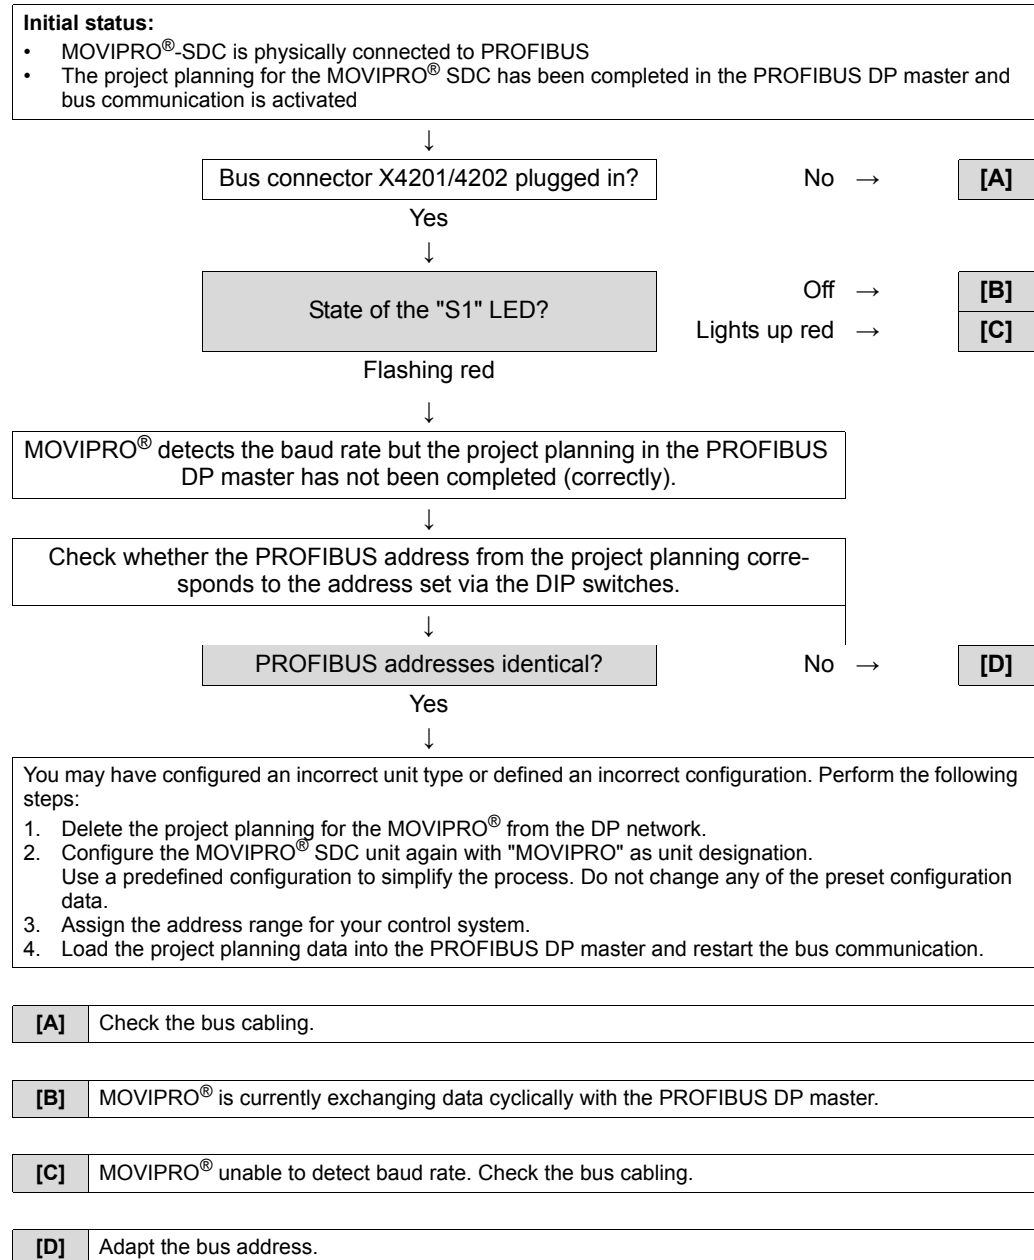 Initial status:
• MOVIPRO®-SDC is physically connected to PROFIBUS
• The project planning for the MOVIPRO® SDC has been completed in the PROFIBUS DP master and
bus communication is activated
↓
Bus connector X4201/4202 plugged in? No → [A]
Yes
↓
State of the "S1" LED? Off → [B]
Lights up red → [C]
Flashing red
↓
MOVIPRO® detects the baud rate but the project planning in the PROFIBUS
DP master has not been completed (correctly).
↓
Check whether the PROFIBUS address from the project planning corre-
sponds to the address set via the DIP switches.
↓
PROFIBUS addresses identical? No → [D]
Yes
↓
You may have configured an incorrect unit type or defined an incorrect configuration. Perform the following
steps:
1. Delete the project planning for the MOVIPRO® from the DP network.
2. Configure the MOVIPRO® SDC unit again with "MOVIPRO" as unit designation.
Use a predefined configuration to simplify the process. Do not change any of the preset configuration
data.
3. Assign the address range for your control system.
4. Load the project planning data into the PROFIBUS DP master and restart the bus communication.
[A] Check the bus cabling.
[B] MOVIPRO® is currently exchanging data cyclically with the PROFIBUS DP master.
[C] MOVIPRO® unable to detect baud rate. Check the bus cabling.
[D] Adapt the bus address.